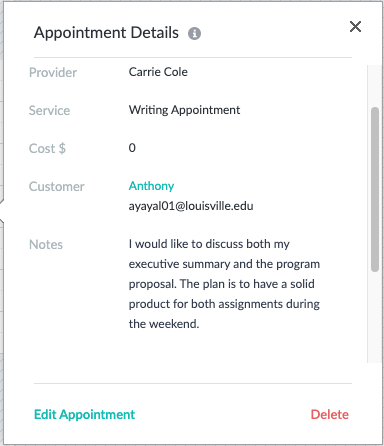 Appointment Details
Provider Carrie Cole
Service Writing Appointment
Cost $ 0
Customer Anthony
ayayal01@louisville.edu
Notes I would like to discuss both my
executive summary and the program
proposal. The plan is to have a solid
product for both assignments during
the weekend.
Edit Appointment Delete